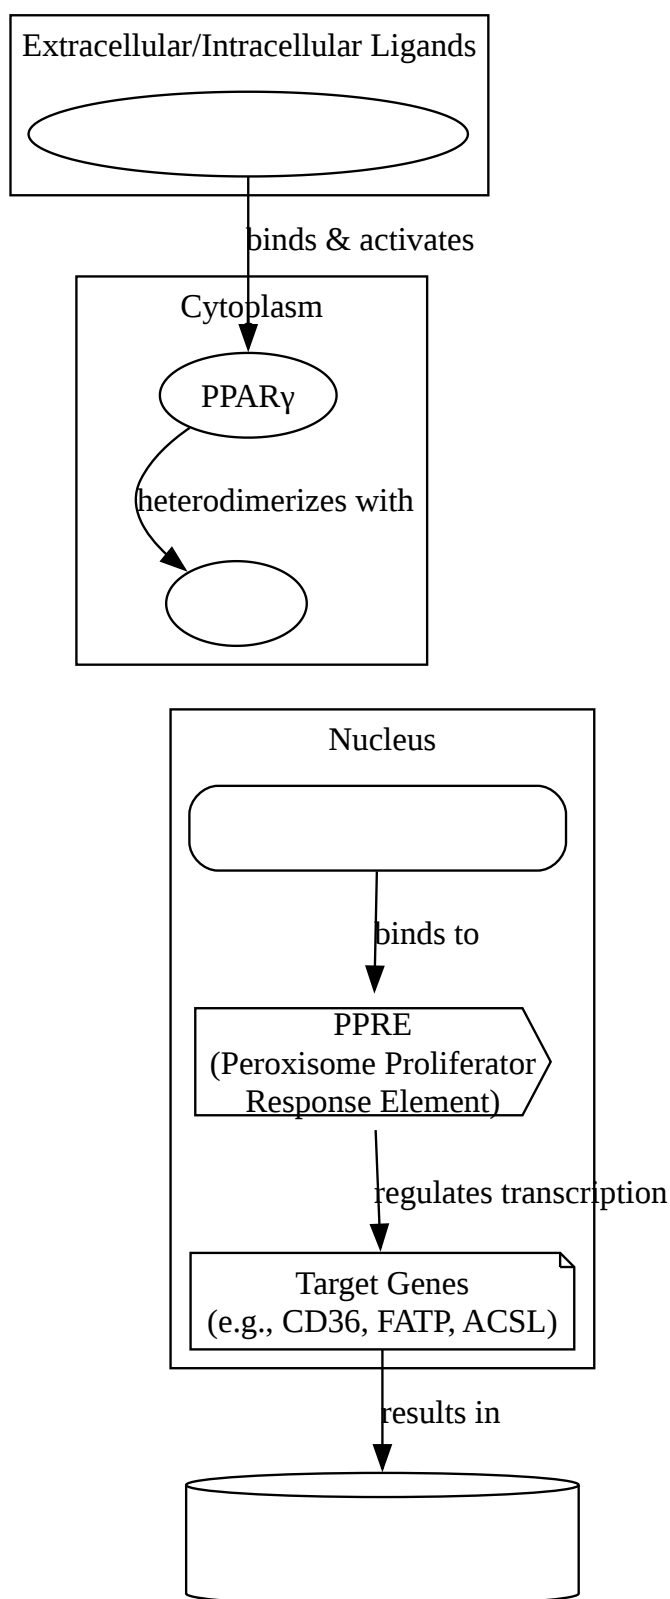 Extracellular/Intracellular Ligands
binds & activates
Cytoplasm
PPARγ
heterodimerizes with
Nucleus
binds to
PPRE
(Peroxisome Proliferator
Response Element)
regulates transcription
Target Genes
(e.g., CD36, FATP, ACSL)
results in